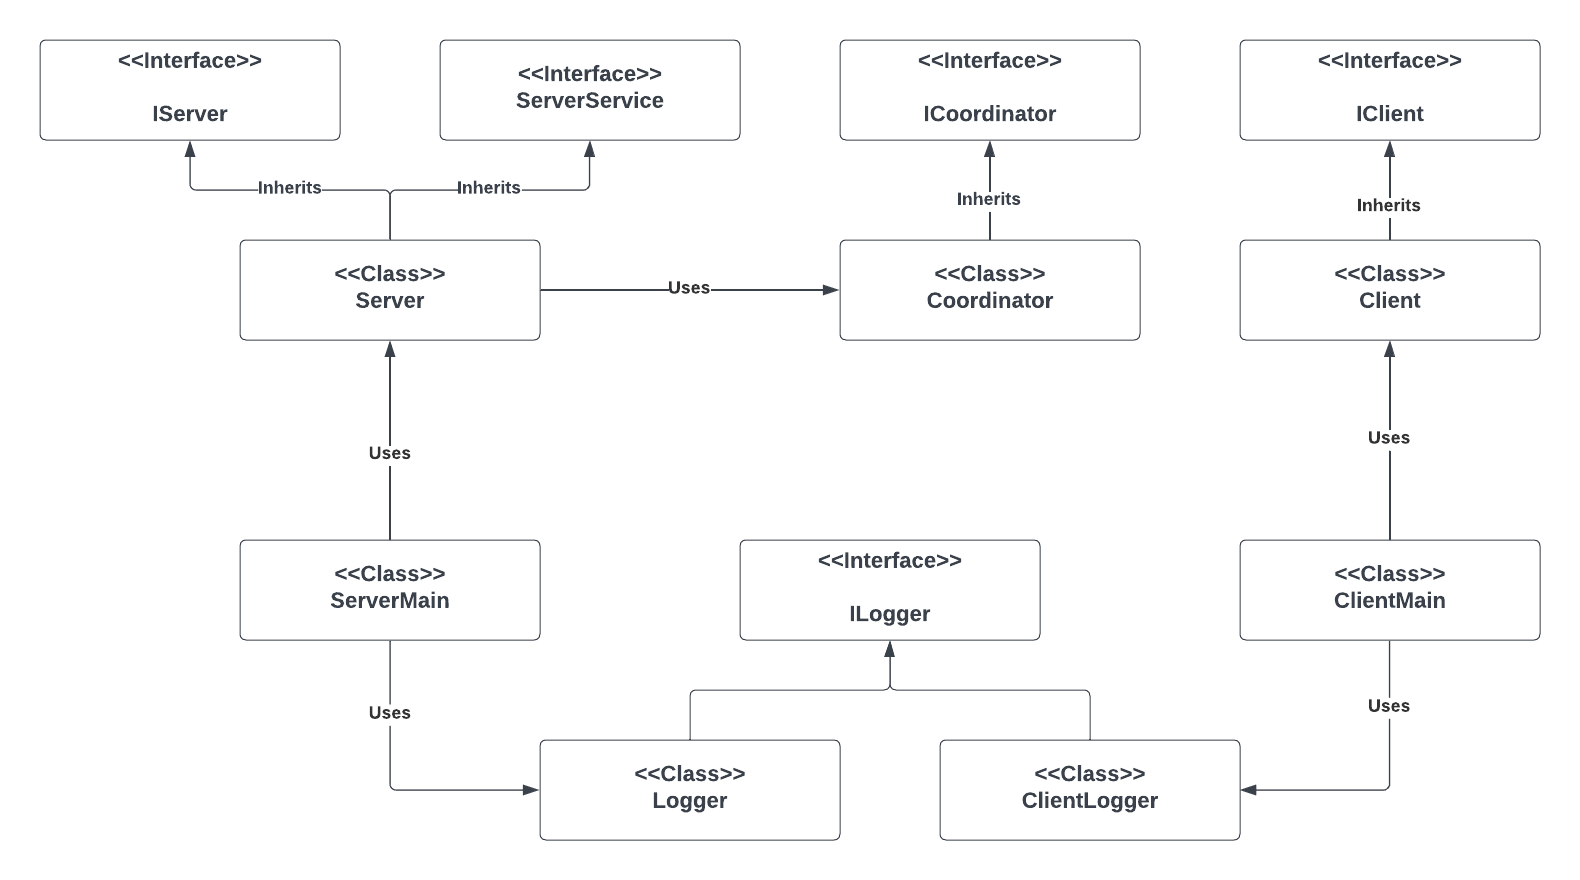 <<Interface>>
IServer
<<Interface>>
ServerService
<<Interface>>
ICoordinator
<<Interface>>
IClient
Inherits
Inherits
Inherits
Inherits
<<Class>>
Server
Uses
<<Class>>
Coordinator
<<Class>>
Client
Uses
Uses
<<Class>>
ServerMain
<<Interface>>
ILogger
<<Class>>
ClientMain
Uses
Uses
<<Class>>
Logger
<<Class>>
ClientLogger